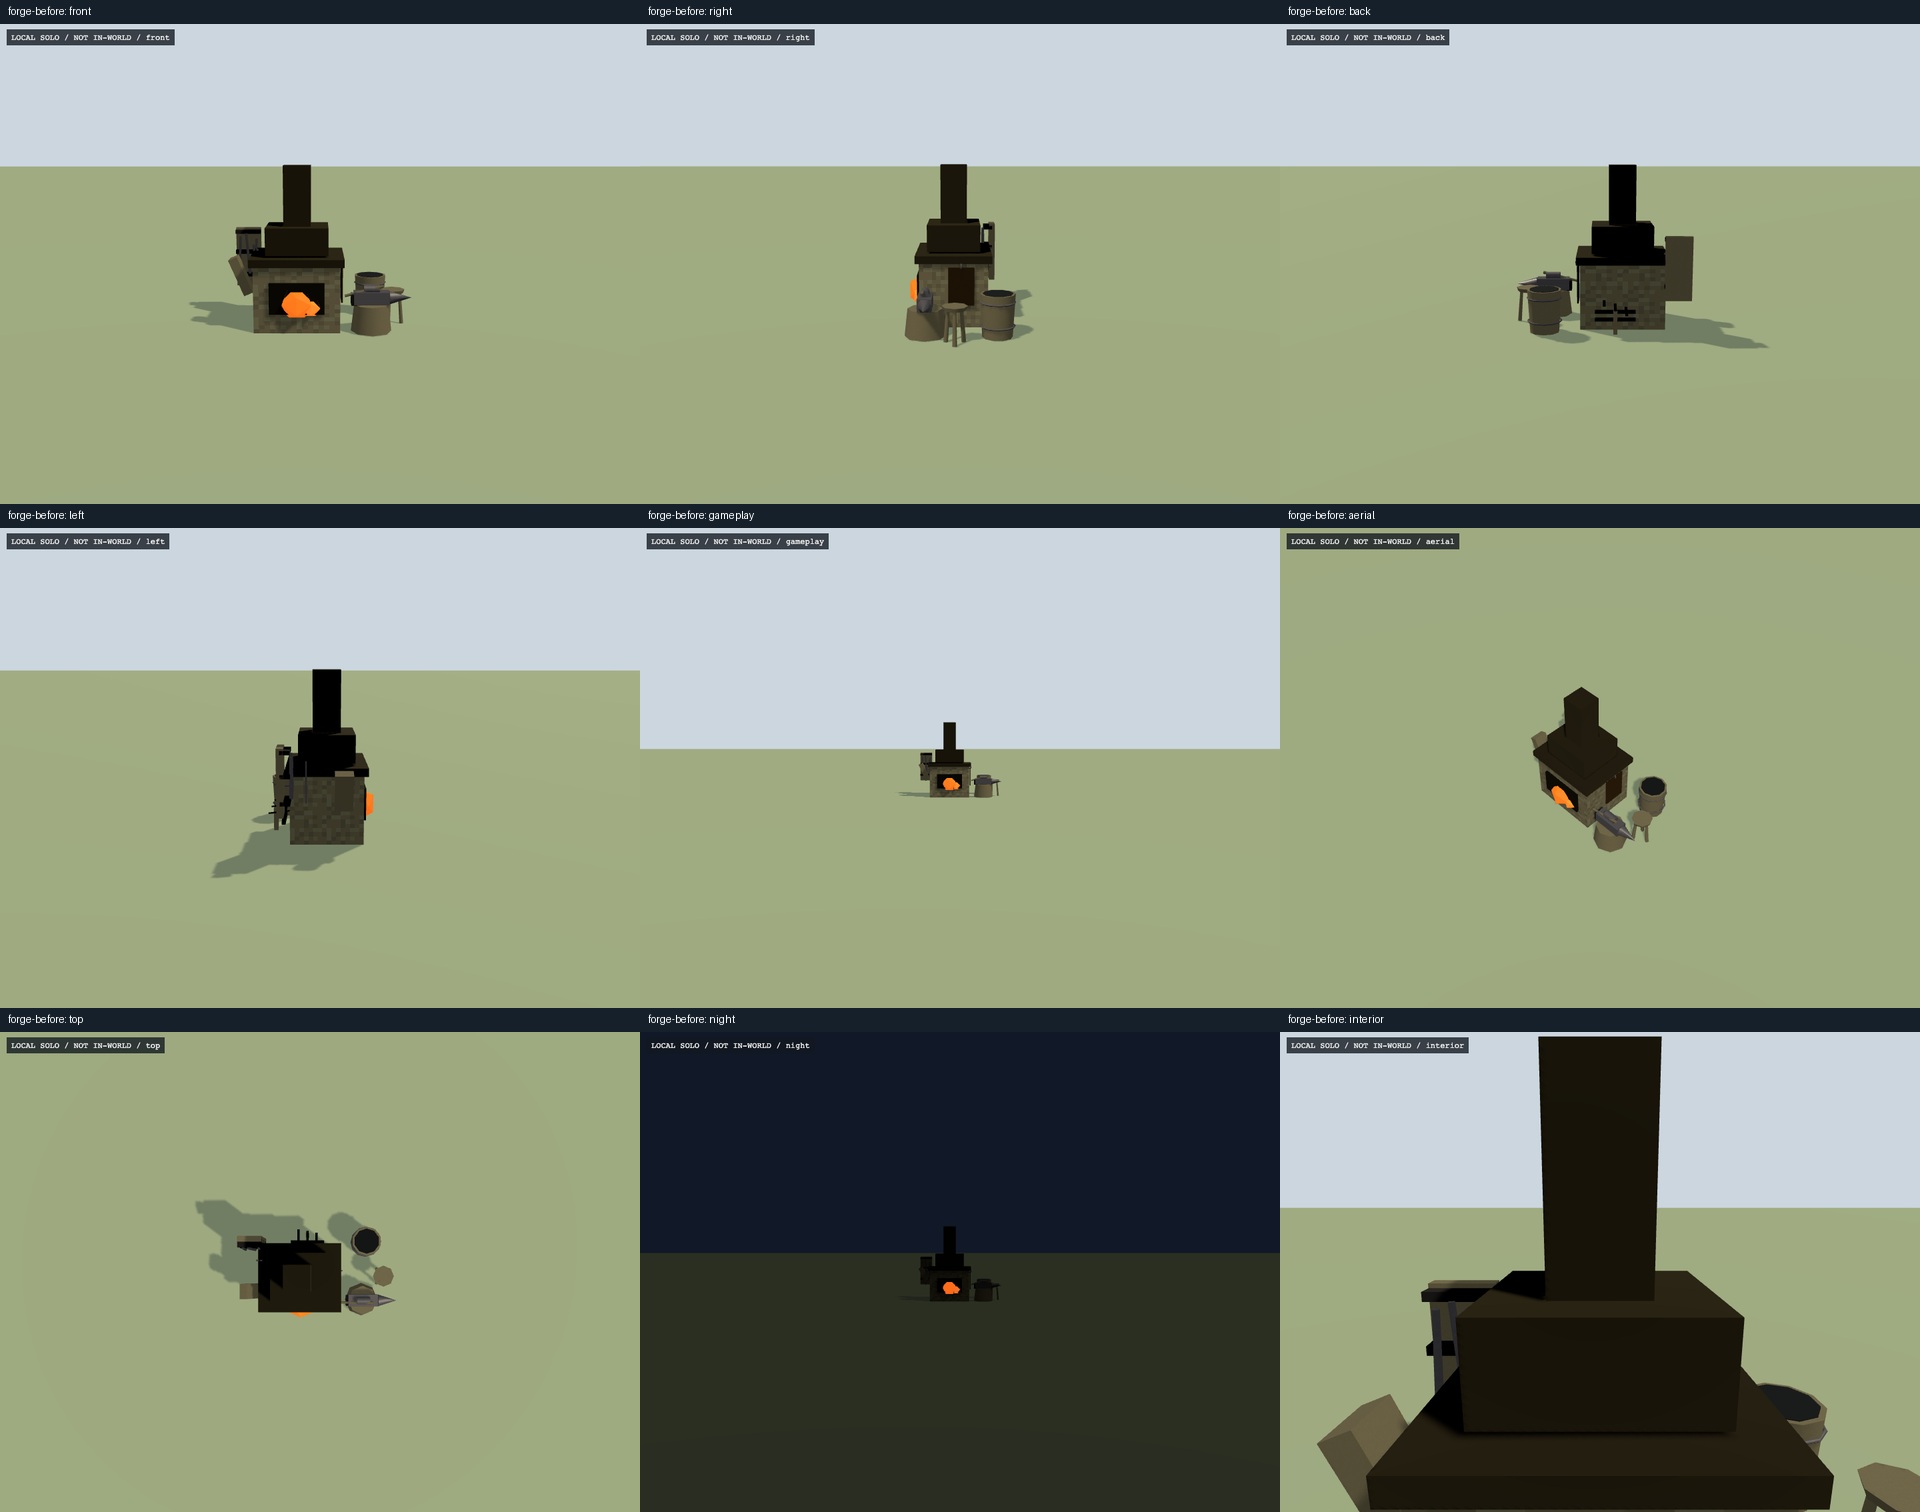 forge-before: front
forge-before: right
forge-before: back
LOCAL SOLO / NOT IN-WORLD / front
LOCAL SOLO / NOT IN-WORLD / right
LOCAL SOLO / NOT IN-WORLD / back
forge-before: left
forge-before: gameplay
forge-before: aerial
LOCAL SOLO / NOT IN-WORLD / left
LOCAL SOLO / NOT IN-WORLD / gameplay
LOCAL SOLO / NOT IN-WORLD / aerial
forge-before: top
forge-before: night
forge-before: interior
LOCAL SOLO / NOT IN-WORLD / top
LOCAL SOLO / NOT IN-WORLD / night
LOCAL SOLO / NOT IN-WORLD / interior